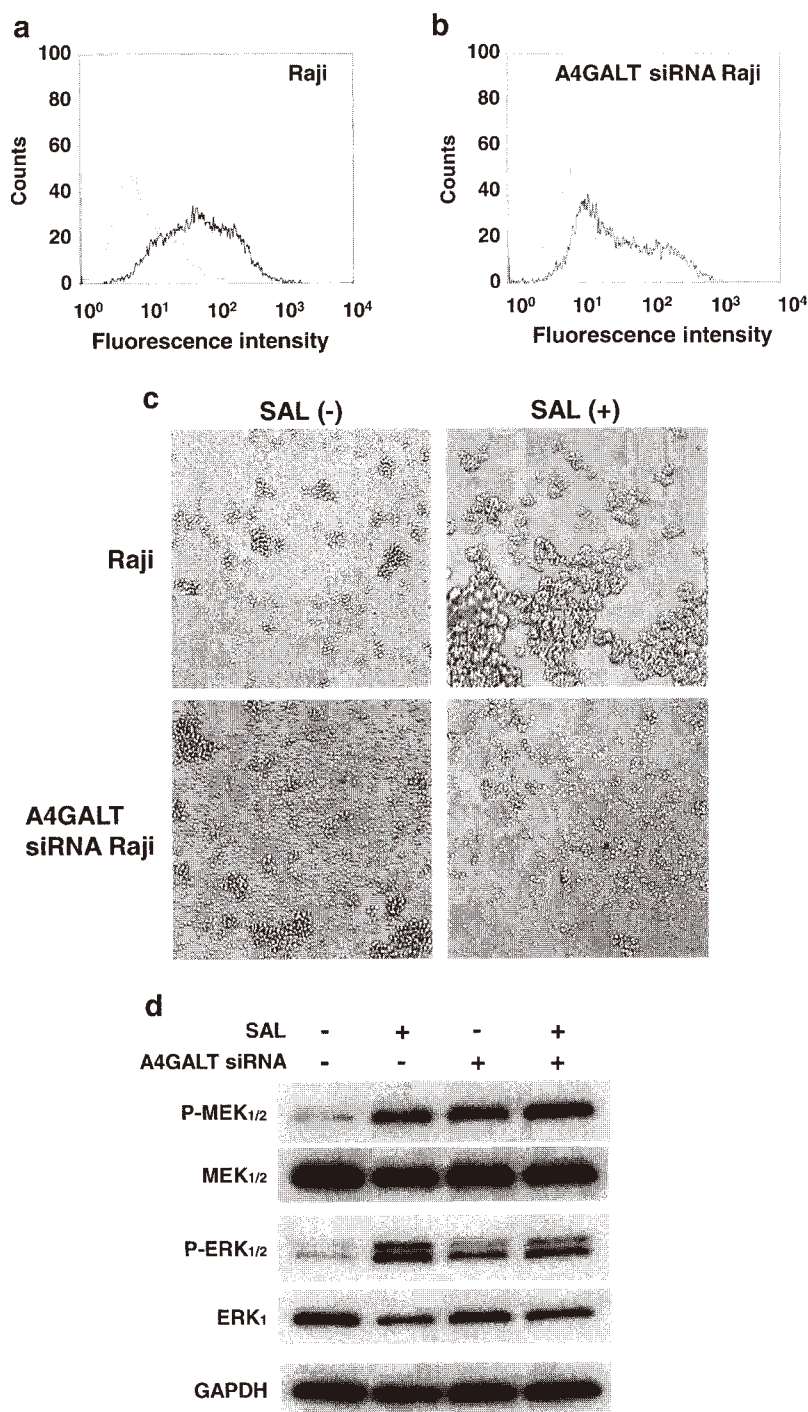 a
b
100
80
60
40
20
0
Counts
Raji
10⁰ 10¹ 10² 10³ 10⁴
Fluorescence intensity
100
80
60
40
20
0
Counts
A4GALT siRNA Raji
10⁰ 10¹ 10² 10³ 10⁴
Fluorescence intensity
c
SAL (-) SAL (+)
Raji
A4GALT
siRNA Raji
d
SAL - + - +
A4GALT siRNA - - + +
P-MEK₁/₂
MEK₁/₂
P-ERK₁/₂
ERK₁
GAPDH